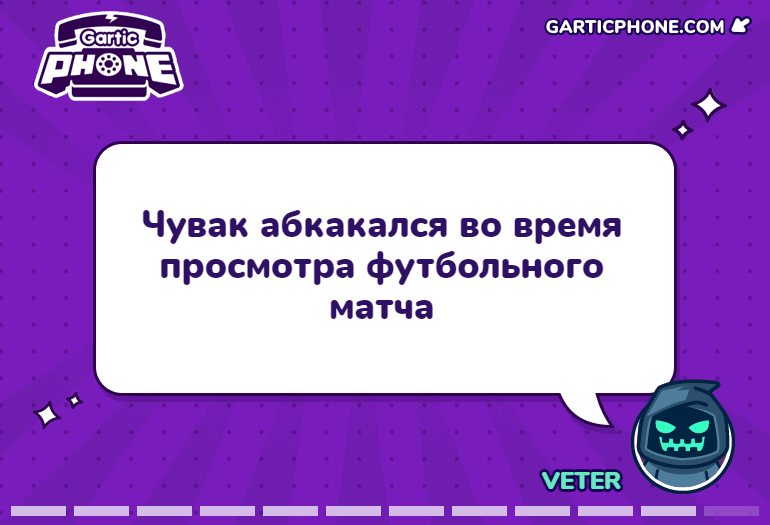 Gartic
PHONE
GARTICPHONE.COM
Чувак абкакался во время
просмотра футбольного
матча
VETER